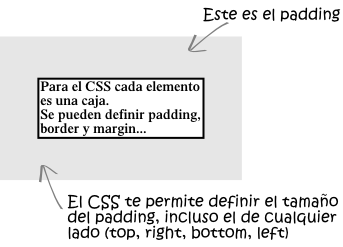 Este es el padding
Para el CSS cada elemento
es una caja.
Se pueden definir padding,
border y margin...
El CSS te permite definir el tamaño
del padding, incluso el de cualquier
lado (top, right, bottom, left)